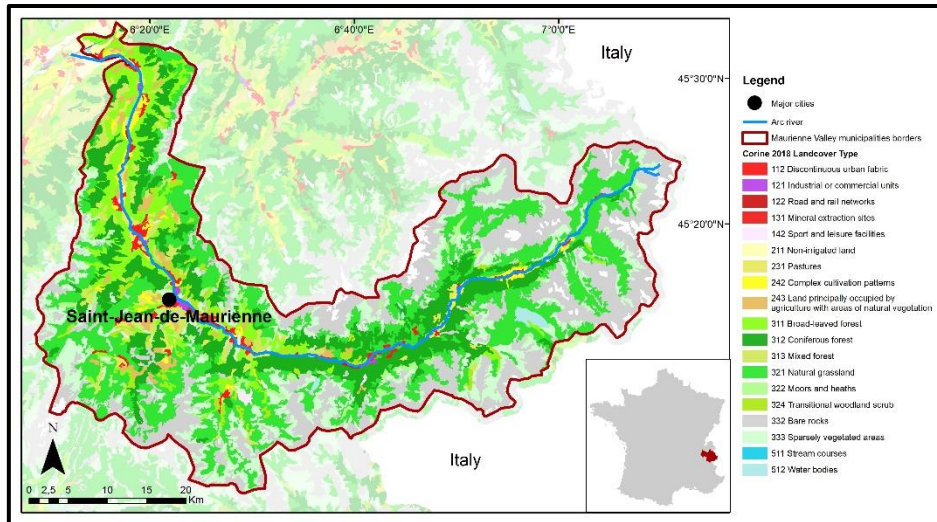 6°20'0"E
6°40'0"E
7°0'0"E
Italy
45°30'0"N
45°20'0"N
Saint-Jean-de-Maurienne
Italy
N
0 2,5 5 10 15 20
Km
Legend
Major cities
Arc river
Maurienne Valley municipalities borders
Corine 2018 Landcover Type
112 Discontinuous urban fabric
121 Industrial or commercial units
122 Road and rail networks
131 Mineral extraction sites
142 Sport and leisure facilities
211 Non-irrigated land
231 Pastures
242 Complex cultivation patterns
243 Land principally occupied by
agriculture with areas of natural vegetation
311 Broad-leaved forest
312 Coniferous forest
313 Mixed forest
321 Natural grassland
322 Moors and heaths
324 Transitional woodland scrub
332 Bare rocks
333 Sparsely vegetated areas
511 Stream courses
512 Water bodies